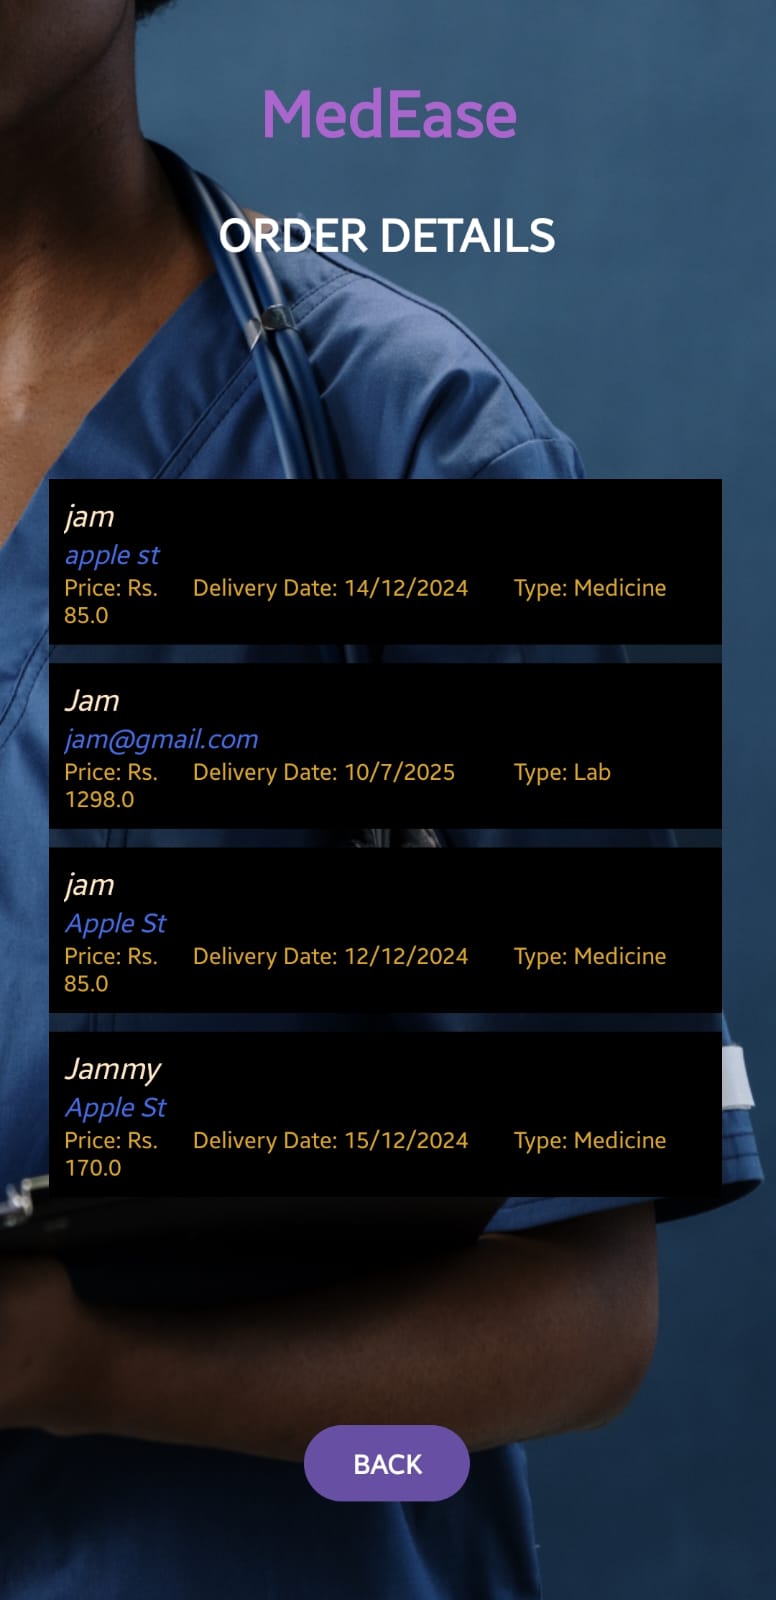 MedEase
ORDER DETAILS
jam
apple st
Price: Rs. 85.0 Delivery Date: 14/12/2024 Type: Medicine
Jam
jam@gmail.com
Price: Rs. 1298.0 Delivery Date: 10/7/2025 Type: Lab
jam
Apple St
Price: Rs. 85.0 Delivery Date: 12/12/2024 Type: Medicine
Jammy
Apple St
Price: Rs. 170.0 Delivery Date: 15/12/2024 Type: Medicine
BACK